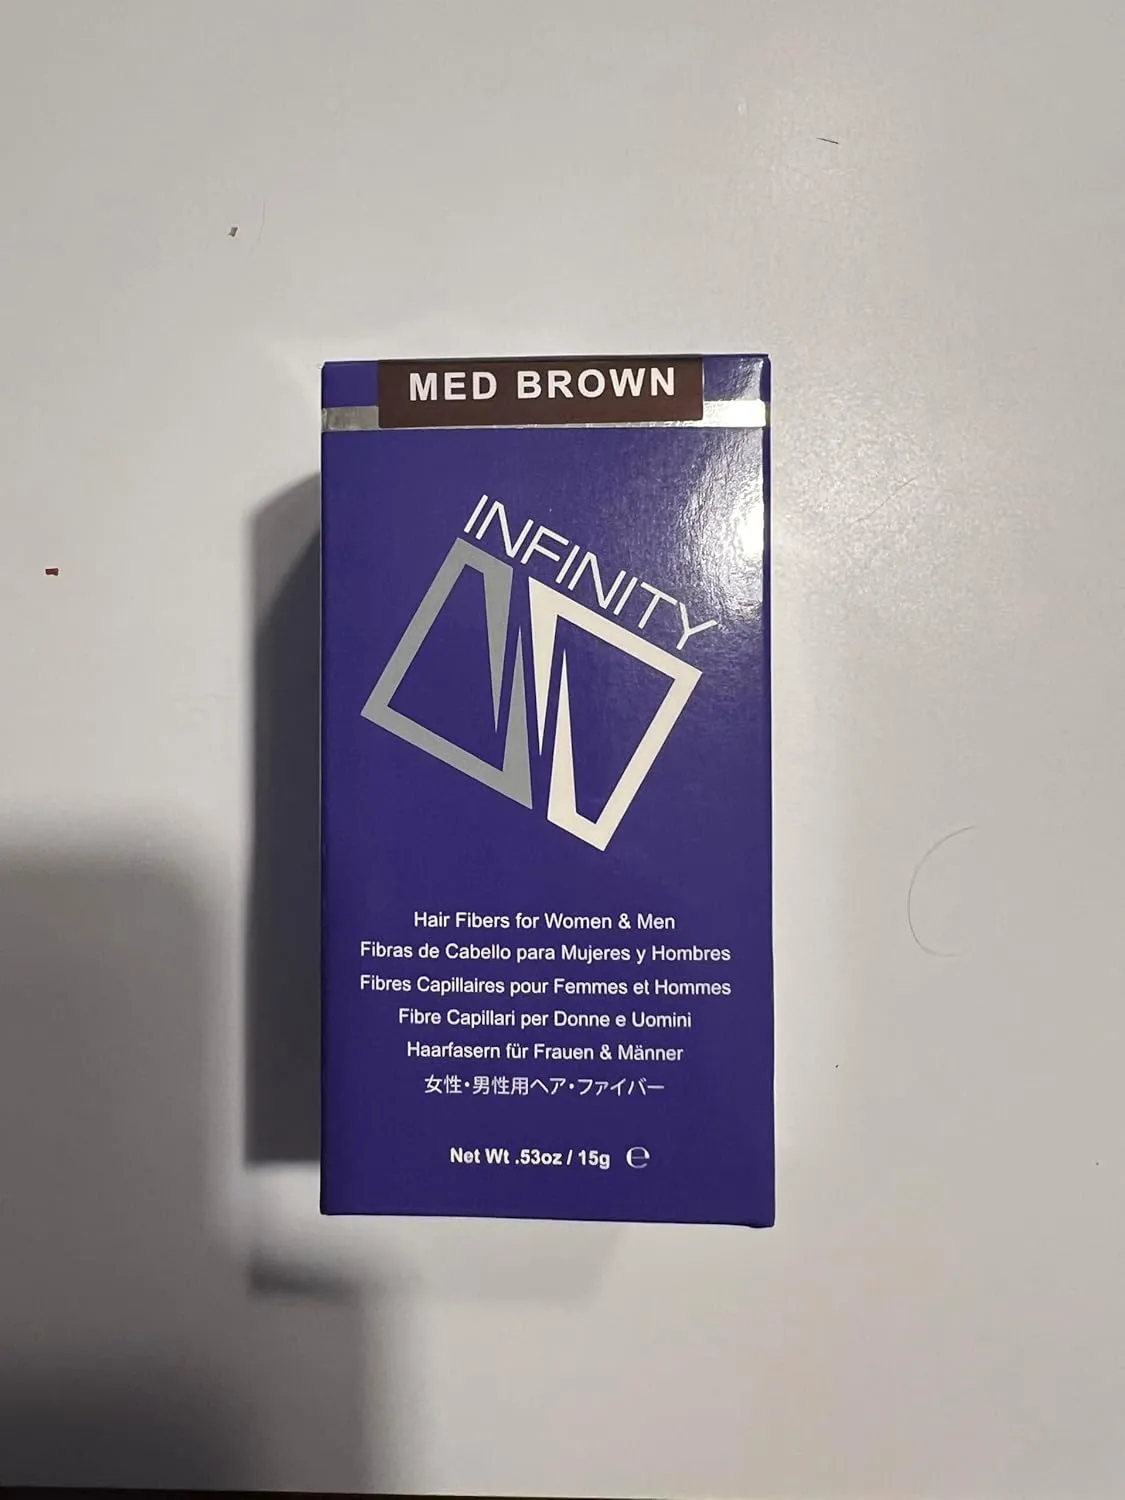 MED BROWN
INFINITY™
Hair Fibers for Women & Men
Fibras de Cabello para Mujeres y Hombres
Fibres Capillaires pour Femmes et Hommes
Fibre Capillari per Donne e Uomini
Haarfasern für Frauen & Männer
女性・男性用ヘア・ファイバー
Net Wt .53oz / 15g ℮